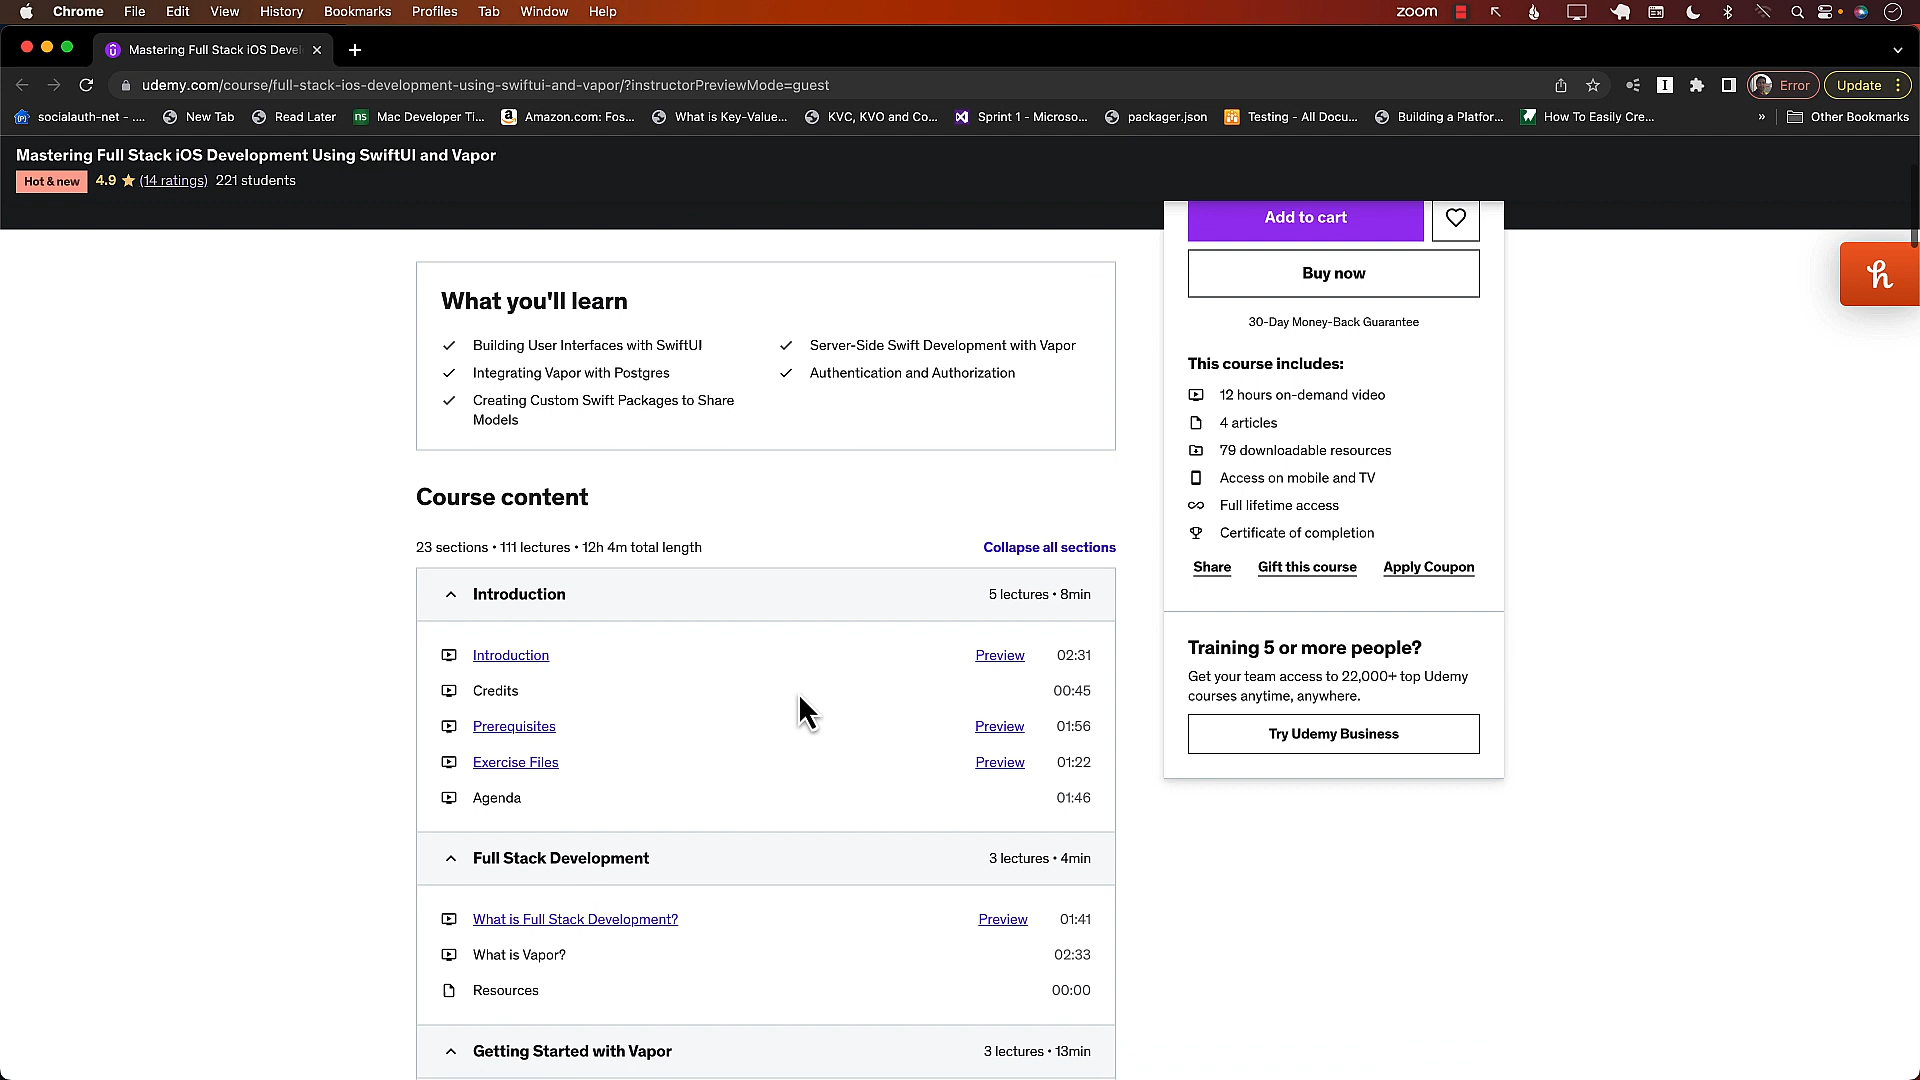 Chrome File Edit View History Bookmarks Profiles Tab Window Help zoom
Mastering Full Stack iOS Devel
udemy.com/course/full-stack-ios-development-using-swiftui-and-vapor/?instructorPreviewMode=guest Error Update
socialauth-net - .... New Tab Read Later ns Mac Developer Ti... Amazon.com: Fos... What is Key-Value... KVC, KVO and Co... Sprint 1 - Microso... packager.json Testing - All Docu... Building a Platfor... How To Easily Cre... » Other Bookmarks
Mastering Full Stack iOS Development Using SwiftUI and Vapor
Hot & new 4.9 (14 ratings) 221 students
Add to cart
Buy now
30-Day Money-Back Guarantee
This course includes:
12 hours on-demand video
4 articles
79 downloadable resources
Access on mobile and TV
Full lifetime access
Certificate of completion
Share Gift this course Apply Coupon
Training 5 or more people?
Get your team access to 22,000+ top Udemy
courses anytime, anywhere.
Try Udemy Business
h
What you'll learn
Building User Interfaces with SwiftUI
Server-Side Swift Development with Vapor
Integrating Vapor with Postgres
Authentication and Authorization
Creating Custom Swift Packages to Share
Models
Course content
23 sections • 111 lectures • 12h 4m total length Collapse all sections
Introduction 5 lectures • 8min
Introduction Preview 02:31
Credits 00:45
Prerequisites Preview 01:56
Exercise Files Preview 01:22
Agenda 01:46
Full Stack Development 3 lectures • 4min
What is Full Stack Development? Preview 01:41
What is Vapor? 02:33
Resources 00:00
Getting Started with Vapor 3 lectures • 13min